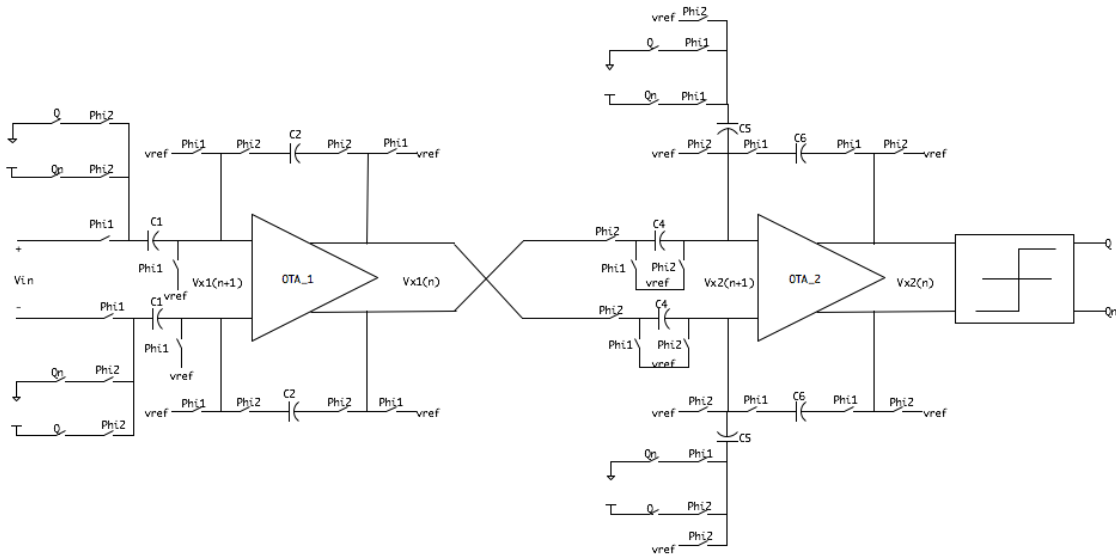 vref Phi2
Q Phi1
Qn Phi1
Q Phi2
C5
Phi1 Phi2 C2 Phi2 Phi1
vref vref
Phi2 Phi1 C6 Phi1 Phi2
vref vref
Qn Phi2
Phi1 C1
Phi2 C4
+
Phi1 Phi1 Phi2
vref vref
Vin Vx1(n+1) OTA_1 Vx1(n) Vx2(n+1) OTA_2 Vx2(n)
Q
-
Phi1 C1
Phi2 C4
Qn
Phi1 Phi1 Phi2
vref vref
Qn Phi2
Phi1 Phi2 C2 Phi2 Phi1
vref vref
Phi2 Phi1 C6 Phi1 Phi2
vref vref
Q Phi2
C5
Qn Phi1
Q Phi2
vref Phi2